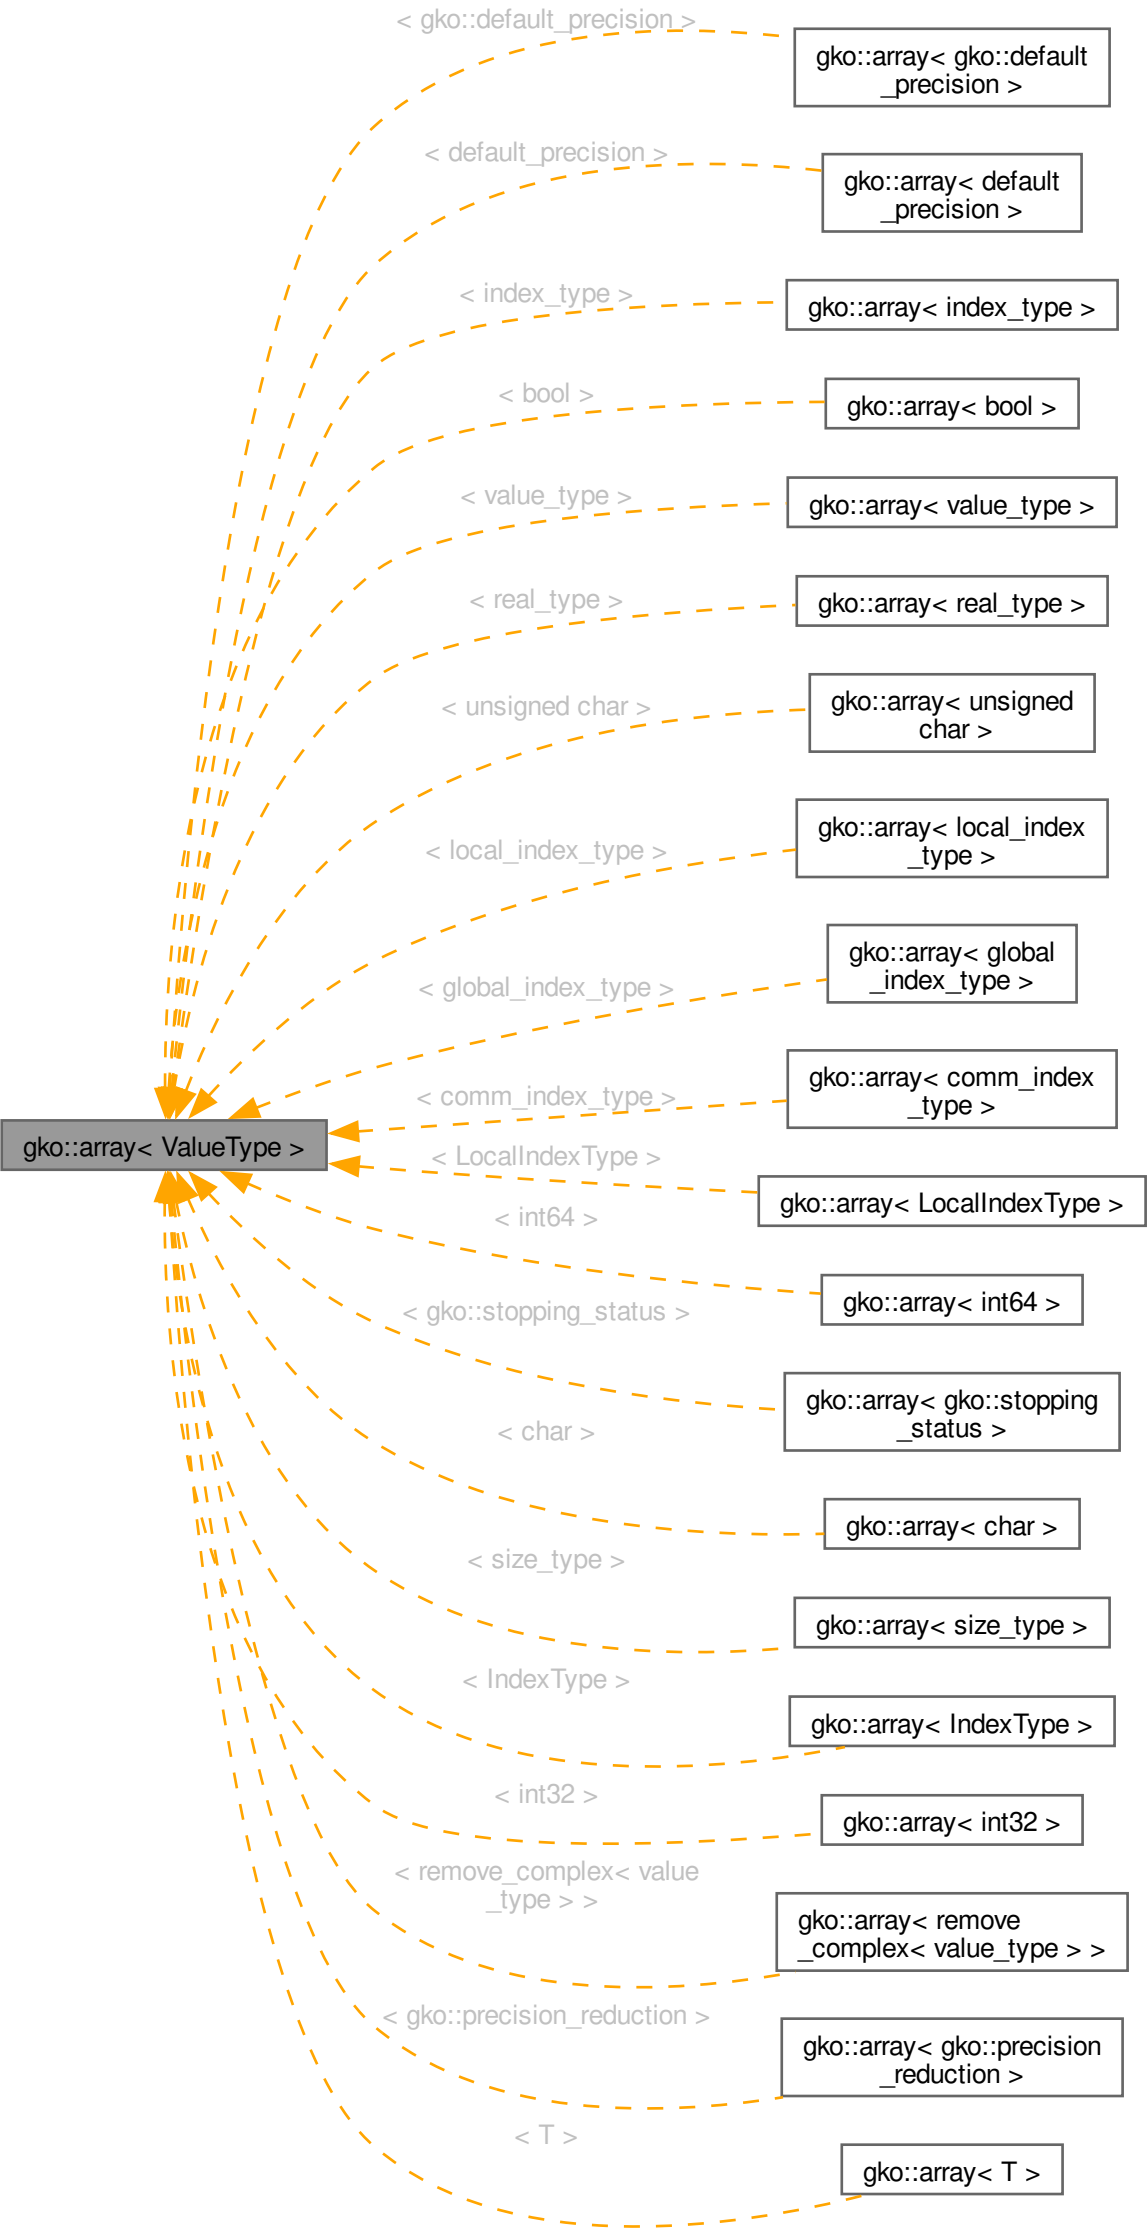 < gko::default_precision >
gko::array< gko::default
_precision >
< default_precision >
gko::array< default
_precision >
< index_type >
gko::array< index_type >
< bool >
gko::array< bool >
< value_type >
gko::array< value_type >
< real_type >
gko::array< real_type >
< unsigned char >
gko::array< unsigned
char >
< local_index_type >
gko::array< local_index
_type >
< global_index_type >
gko::array< global
_index_type >
< comm_index_type >
gko::array< comm_index
_type >
gko::array< ValueType >
< LocalIndexType >
gko::array< LocalIndexType >
< int64 >
gko::array< int64 >
< gko::stopping_status >
gko::array< gko::stopping
_status >
< char >
gko::array< char >
< size_type >
gko::array< size_type >
< IndexType >
gko::array< IndexType >
< int32 >
gko::array< int32 >
< remove_complex< value
_type > >
gko::array< remove
_complex< value_type > >
< gko::precision_reduction >
gko::array< gko::precision
_reduction >
< T >
gko::array< T >